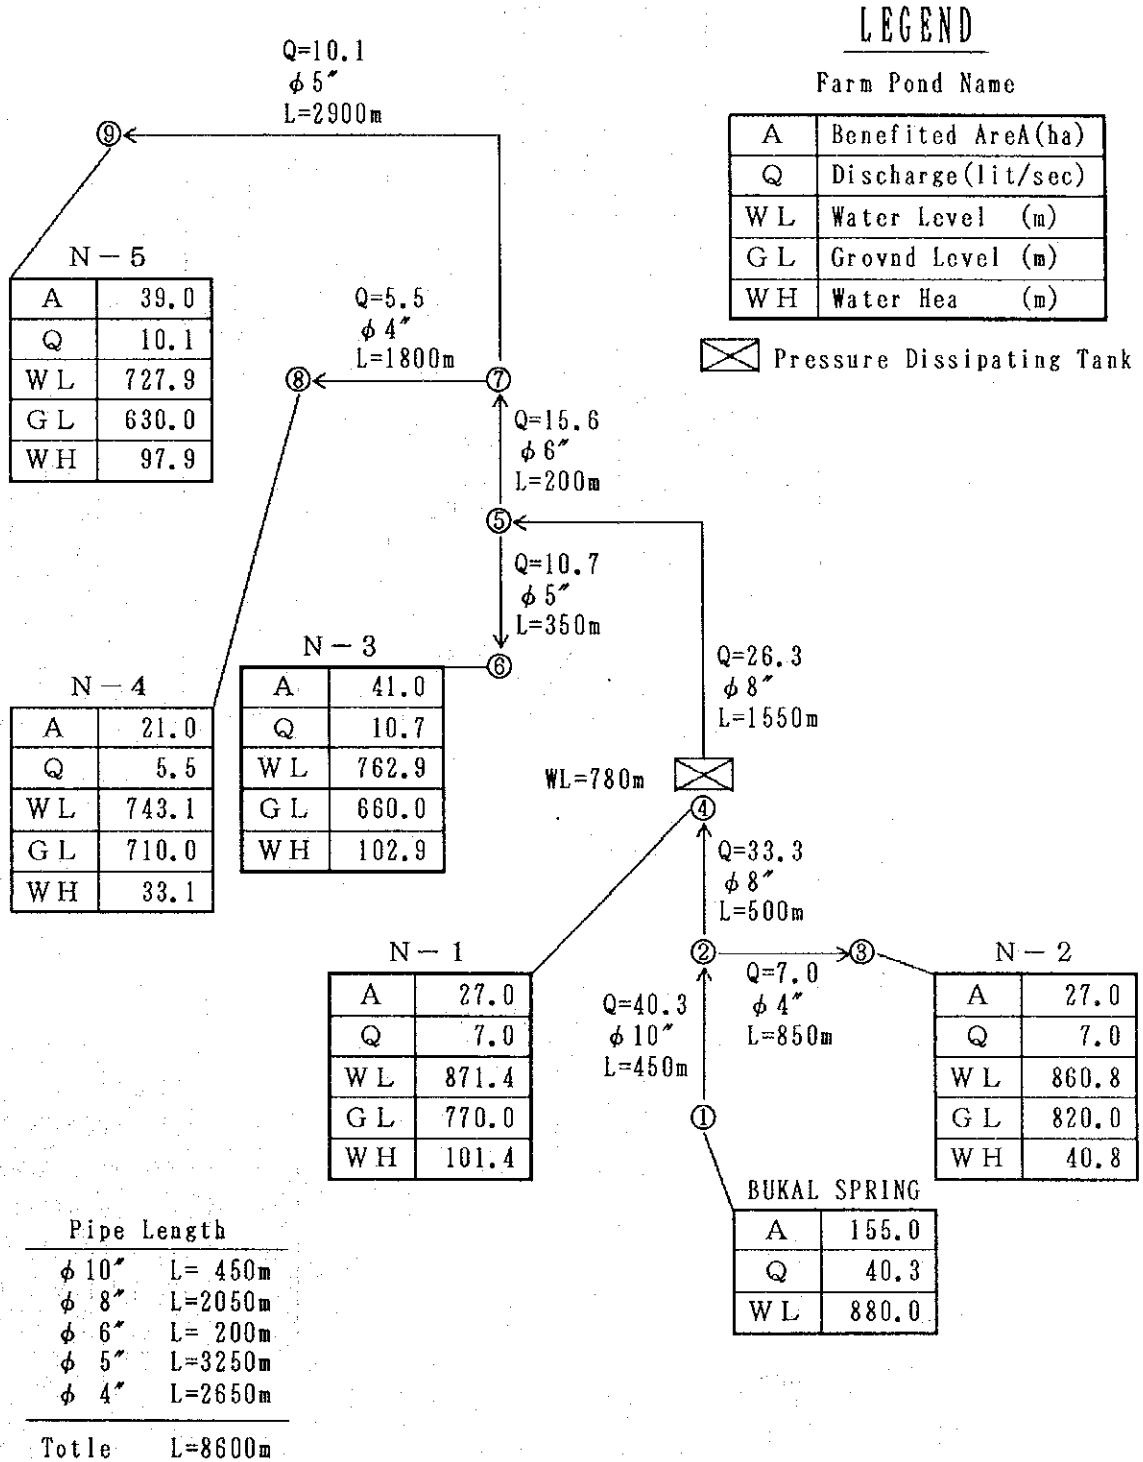 LEGEND
Farm Pond Name
A Benefited AreA(ha)
Q Discharge(lit/sec)
WL Water Level (m)
GL Grovnd Level (m)
WH Water Hea (m)
Pressure Dissipating Tank
Q=10.1
φ5″
L=2900m
⑨
N-5
A 39.0
Q 10.1
WL 727.9
GL 630.0
WH 97.9
Q=5.5
φ4″
L=1800m
⑧
⑦
Q=15.6
φ6″
L=200m
⑤
Q=10.7
φ5″
L=350m
⑥
N-3
A 41.0
Q 10.7
WL 762.9
GL 660.0
WH 102.9
N-4
A 21.0
Q 5.5
WL 743.1
GL 710.0
WH 33.1
Q=26.3
φ8″
L=1550m
WL=780m
④
Q=33.3
φ8″
L=500m
②
③
Q=7.0
φ4″
L=850m
N-1
A 27.0
Q 7.0
WL 871.4
GL 770.0
WH 101.4
Q=40.3
φ10″
L=450m
①
N-2
A 27.0
Q 7.0
WL 860.8
GL 820.0
WH 40.8
BUKAL SPRING
A 155.0
Q 40.3
WL 880.0
Pipe Length
φ10″ L= 450m
φ 8″ L=2050m
φ 6″ L= 200m
φ 5″ L=3250m
φ 4″ L=2650m
Totle L=8600m